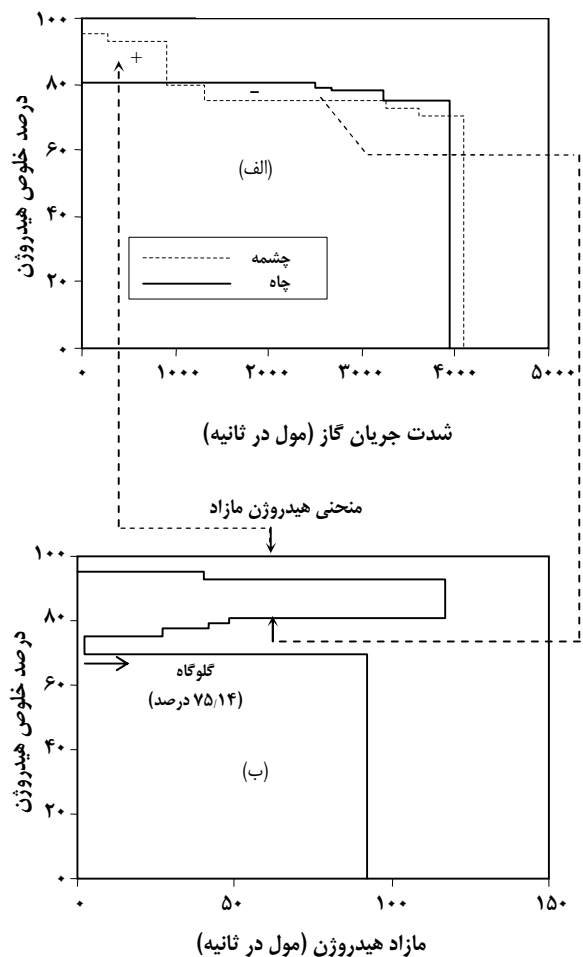 ۱۰۰
۸۰
۶۰
۴۰
۲۰
۰
درصد خلوص هیدروژن
+
−
(الف)
چشمه
چاه
۰ ۱۰۰۰ ۲۰۰۰ ۳۰۰۰ ۴۰۰۰ ۵۰۰۰
شدت جریان گاز (مول در ثانیه)
منحنی هیدروژن مازاد
۱۰۰
۸۰
۶۰
۴۰
۲۰
۰
درصد خلوص هیدروژن
گلوگاه
(۷۵٫۱۴ درصد)
(ب)
۰ ۵۰ ۱۰۰ ۱۵۰
مازاد هیدروژن (مول در ثانیه)